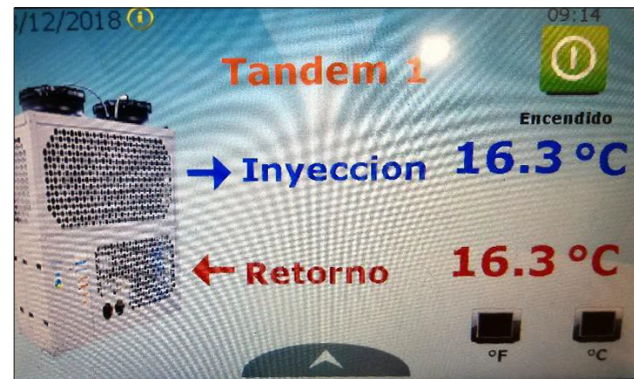 /12/2018
09:14
Tandem 1
Encendido
Inyeccion 16.3 °C
Retorno 16.3 °C
°F °C